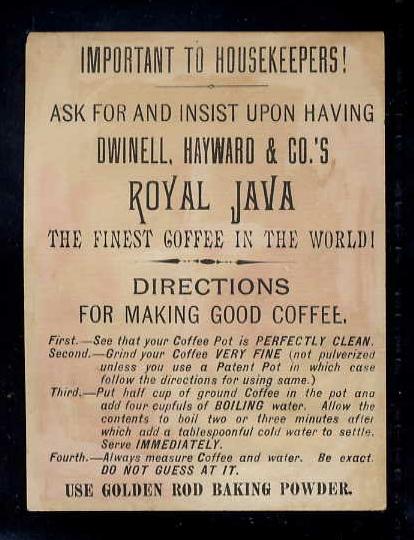 IMPORTANT TO HOUSEKEEPERS!
ASK FOR AND INSIST UPON HAVING
DWINELL, HAYWARD & CO.'S
ROYAL JAVA
THE FINEST COFFEE IN THE WORLD!
DIRECTIONS
FOR MAKING GOOD COFFEE.
First.—See that your Coffee Pot is PERFECTLY CLEAN.
Second.—Grind your Coffee VERY FINE (not pulverized
unless you use a Patent Pot in which case
follow the directions for using same.)
Third.—Put half cup of ground Coffee in the pot and
add four cupfuls of BOILING water. Allow the
contents to boil two or three minutes after
which add a tablespoonful cold water to settle.
Serve IMMEDIATELY.
Fourth.—Always measure Coffee and water. Be exact.
DO NOT GUESS AT IT.
USE GOLDEN ROD BAKING POWDER.